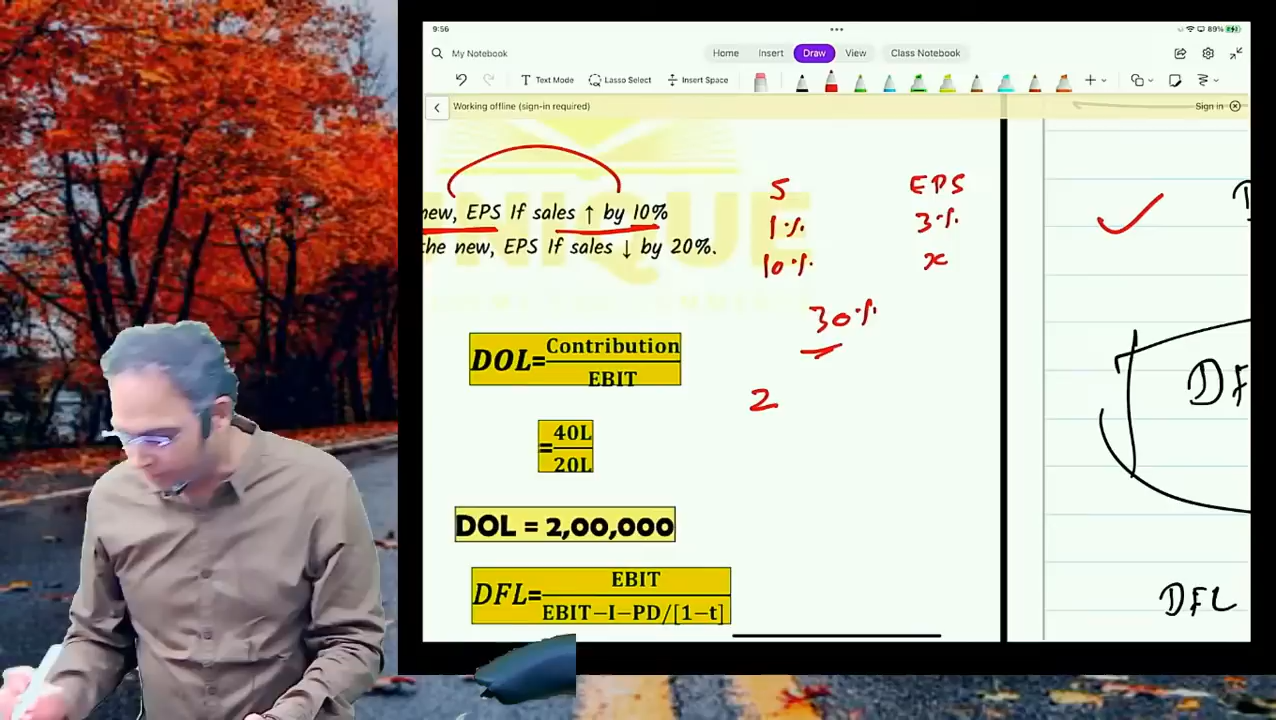 9:56
89%
My Notebook
Home Insert Draw View Class Notebook
Text Mode Lasso Select Insert Space
Working offline (sign-in required)
Sign in
UNIQUE
new, EPS If sales ↑ by 10%
the new, EPS If sales ↓ by 20%.
S EPS
1% 3%
10% x
30%
2
DOL=Contribution
EBIT
=40L
20L
DOL = 2,00,000
DFL=EBIT
EBIT−I−PD/[1−t]
DFL